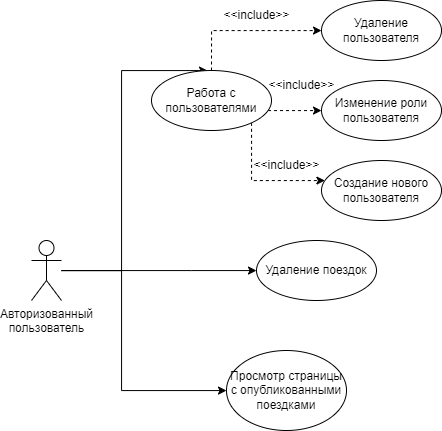 <<include>>
Удаление
пользователя
Работа с
пользователями
<<include>>
Изменение роли
пользователя
<<include>>
Создание нового
пользователя
Авторизованный
пользователь
Удаление поездок
Просмотр страницы
с опубликованными
поездками